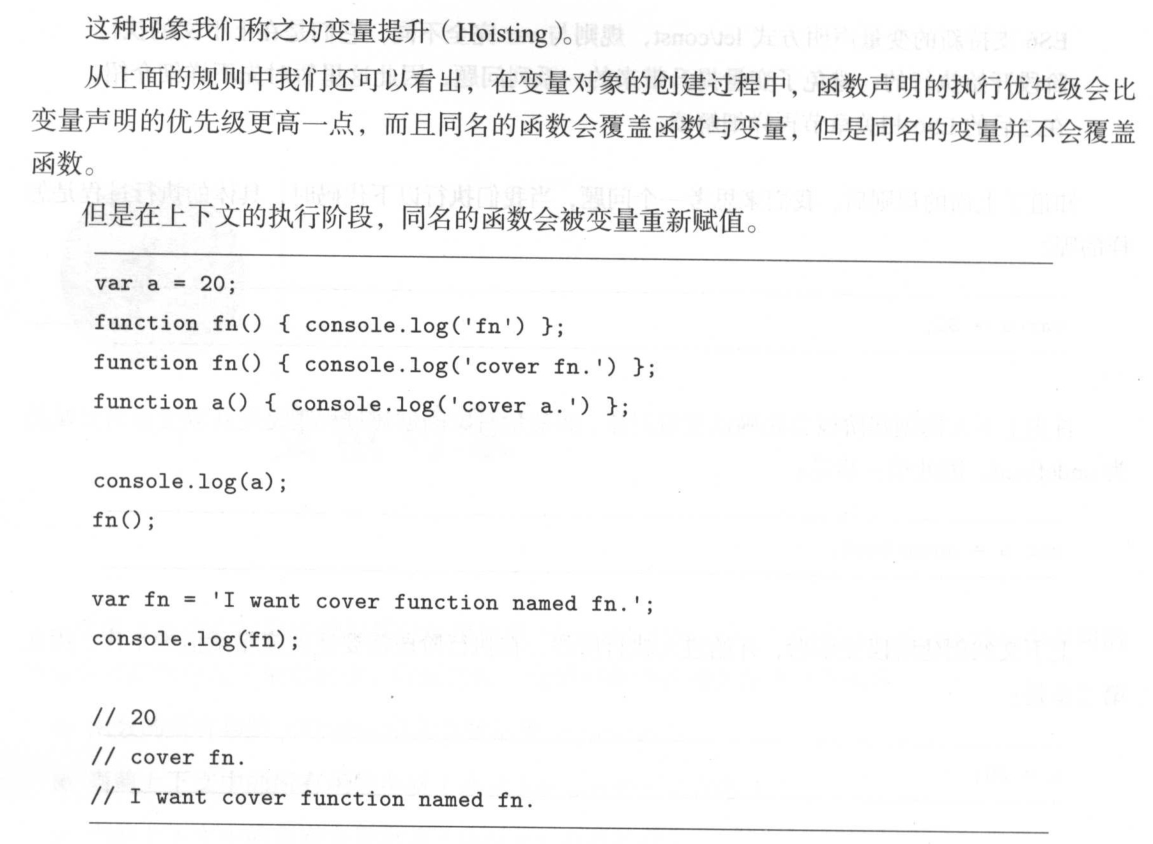 这种现象我们称之为变量提升（Hoisting）。
从上面的规则中我们还可以看出，在变量对象的创建过程中，函数声明的执行优先级会比
变量声明的优先级更高一点，而且同名的函数会覆盖函数与变量，但是同名的变量并不会覆盖
函数。
但是在上下文的执行阶段，同名的函数会被变量重新赋值。
var a = 20;
function fn() { console.log('fn') };
function fn() { console.log('cover fn.') };
function a() { console.log('cover a.') };
console.log(a);
fn();
var fn = 'I want cover function named fn.';
console.log(fn);
// 20
// cover fn.
// I want cover function named fn.